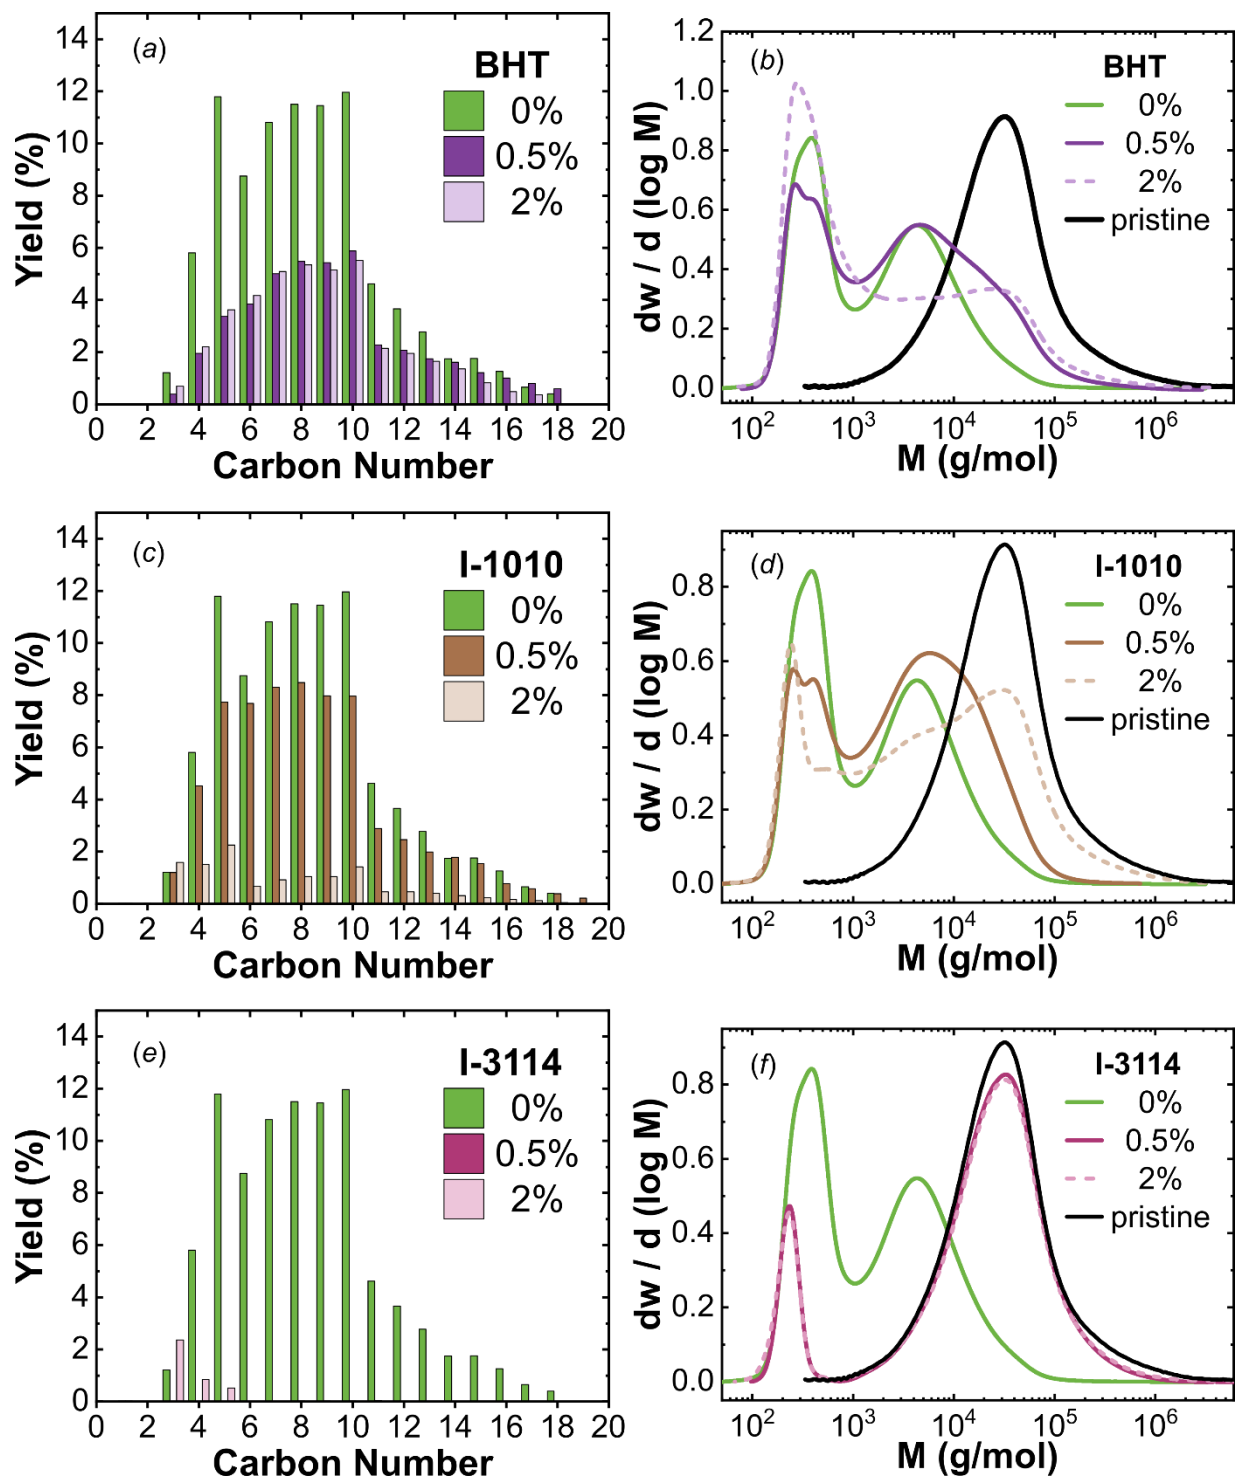 (a)
BHT
0%
0.5%
2%
14
12
10
8
6
4
2
0
Yield (%)
0 2 4 6 8 10 12 14 16 18 20
Carbon Number
(b)
BHT
0%
0.5%
2%
pristine
1.2
1.0
0.8
0.6
0.4
0.2
0.0
dw / d (log M)
10² 10³ 10⁴ 10⁵ 10⁶
M (g/mol)
(c)
I-1010
0%
0.5%
2%
14
12
10
8
6
4
2
0
Yield (%)
0 2 4 6 8 10 12 14 16 18 20
Carbon Number
(d)
I-1010
0%
0.5%
2%
pristine
0.8
0.6
0.4
0.2
0.0
dw / d (log M)
10² 10³ 10⁴ 10⁵ 10⁶
M (g/mol)
(e)
I-3114
0%
0.5%
2%
14
12
10
8
6
4
2
0
Yield (%)
0 2 4 6 8 10 12 14 16 18 20
Carbon Number
(f)
I-3114
0%
0.5%
2%
pristine
0.8
0.6
0.4
0.2
0.0
dw / d (log M)
10² 10³ 10⁴ 10⁵ 10⁶
M (g/mol)